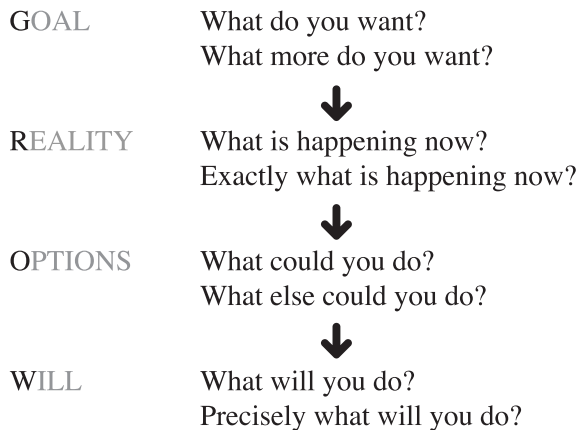 GOAL What do you want?
What more do you want?
REALITY What is happening now?
Exactly what is happening now?
OPTIONS What could you do?
What else could you do?
WILL What will you do?
Precisely what will you do?